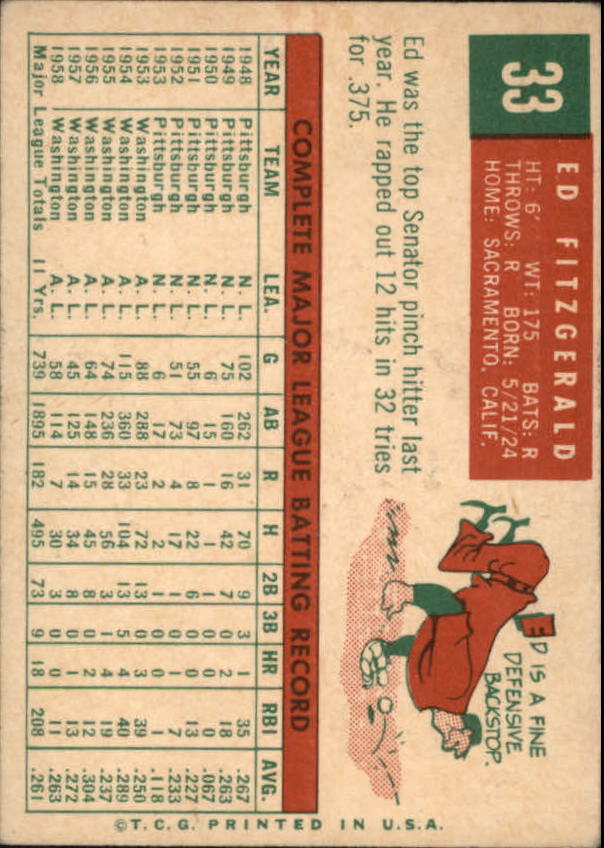 33
ED FITZGERALD
HT: 6' WT: 175 BATS: R
THROWS: R BORN: 5/21/24
HOME: SACRAMENTO, CALIF.
Ed was the top Senator pinch hitter last
year. He rapped out 12 hits in 32 tries
for .375.
ED IS A FINE
DEFENSIVE
BACKSTOP.
COMPLETE MAJOR LEAGUE BATTING RECORD
YEAR TEAM LEA. G AB R H 2B 3B HR RBI AVG.
1948 Pittsburgh N. L. 102 262 31 70 9 3 1 35 .267
1949 Pittsburgh N. L. 75 160 16 42 7 0 2 18 .263
1950 Pittsburgh N. L. 6 15 1 1 1 0 0 0 .067
1951 Pittsburgh N. L. 55 97 8 22 6 0 0 13 .227
1952 Pittsburgh N. L. 51 73 4 17 1 0 1 7 .233
1953 Pittsburgh N. L. 6 17 2 2 1 0 0 1 .118
1953 Washington A. L. 88 288 23 72 13 0 3 39 .250
1954 Washington A. L. 115 360 33 104 13 5 4 40 .289
1955 Washington A. L. 74 236 28 56 3 1 4 19 .237
1956 Washington A. L. 64 148 15 45 8 0 2 12 .304
1957 Washington A. L. 45 125 14 34 8 0 1 13 .272
1958 Washington A. L. 58 114 7 30 3 0 0 11 .263
Major League Totals 11 Yrs. 739 1895 182 495 73 9 18 208 .261
©T.C.G. PRINTED IN U.S.A.